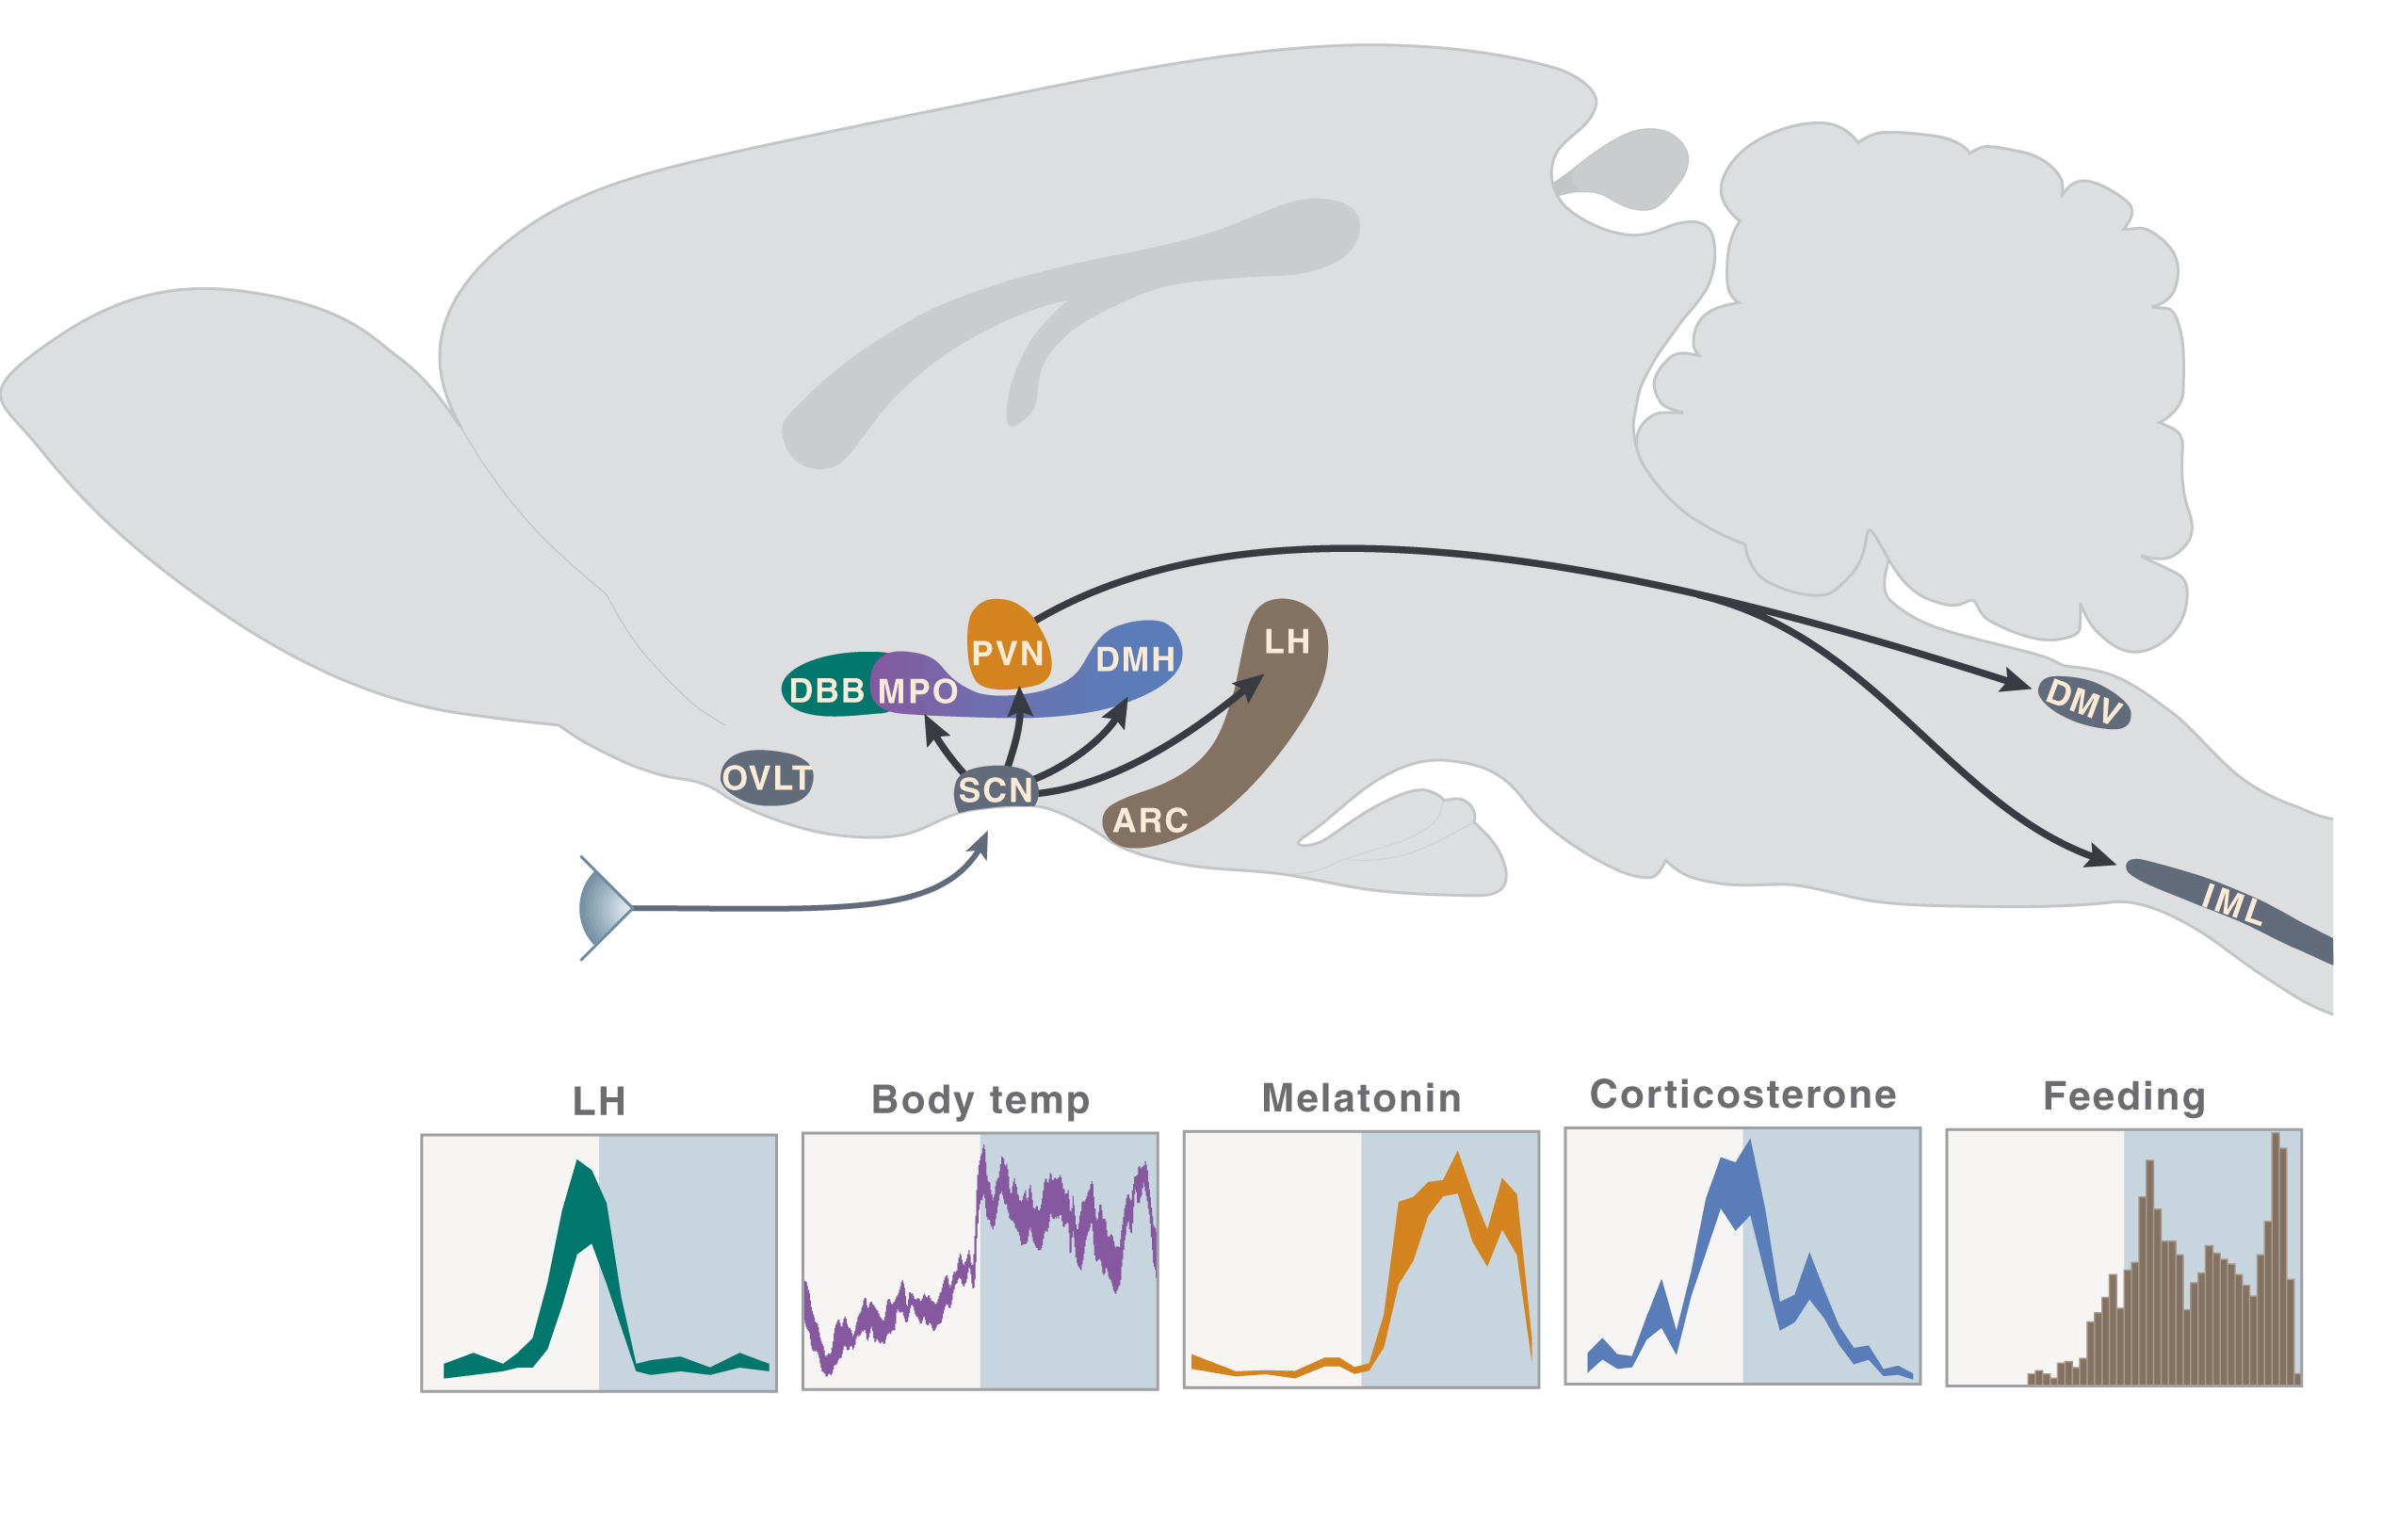 PVN
DMH
LH
DBB
MPO
DMV
OVLT
SCN
ARC
IML
LH
Body temp
Melatonin
Corticosterone
Feeding